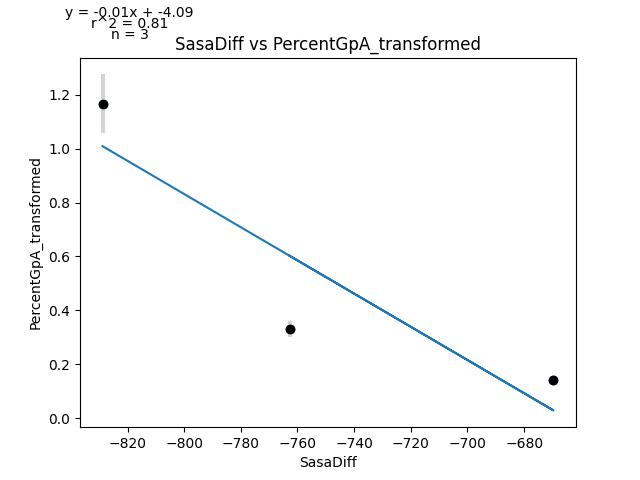 y = -0.01x + -4.09
r^2 = 0.81
n = 3
SasaDiff vs PercentGpA_transformed
PercentGpA_transformed
1.2
1.0
0.8
0.6
0.4
0.2
0.0
−820 −800 −780 −760 −740 −720 −700 −680
SasaDiff